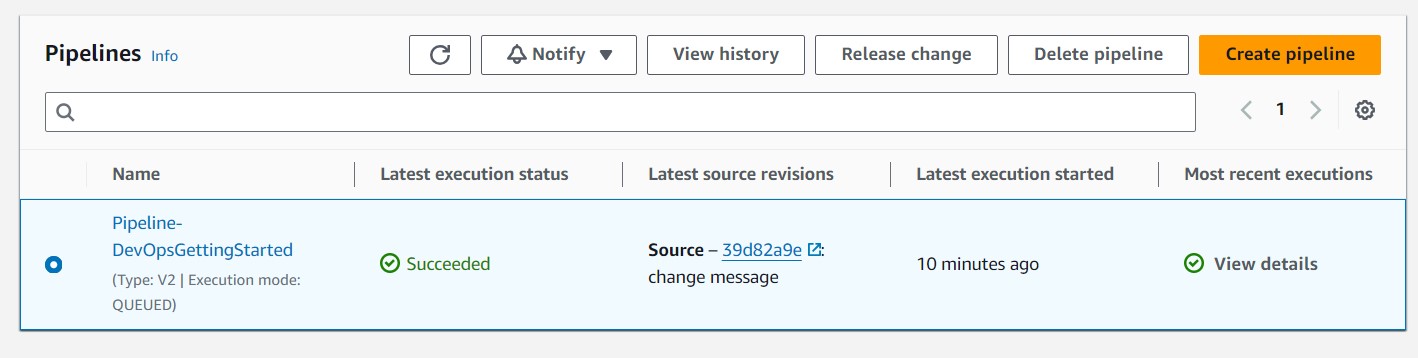 Pipelines Info
Notify
View history
Release change
Delete pipeline
Create pipeline
1
Name
Latest execution status
Latest source revisions
Latest execution started
Most recent executions
Pipeline-
DevOpsGettingStarted
(Type: V2 | Execution mode:
QUEUED)
Succeeded
Source – 39d82a9e :
change message
10 minutes ago
View details